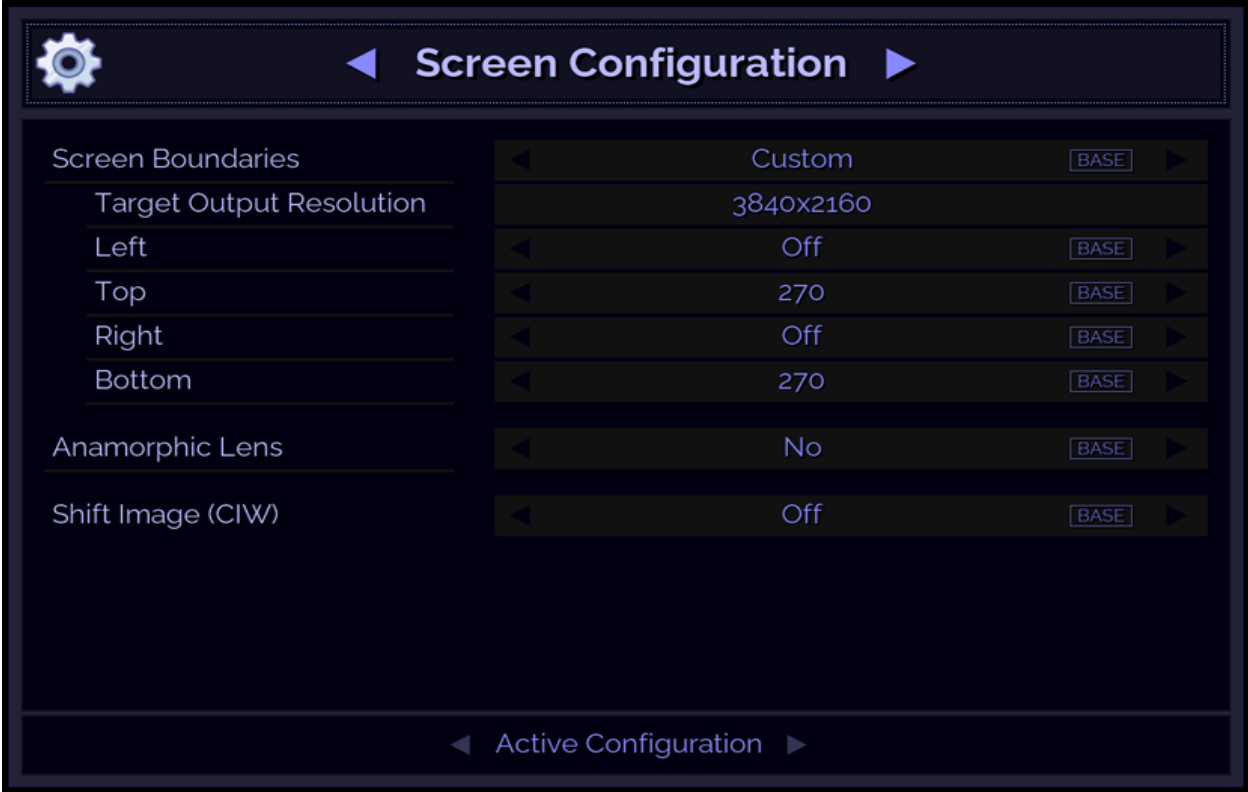 Screen Configuration
Screen Boundaries Custom BASE
Target Output Resolution 3840x2160
Left Off BASE
Top 270 BASE
Right Off BASE
Bottom 270 BASE
Anamorphic Lens No BASE
Shift Image (CIW) Off BASE
Active Configuration